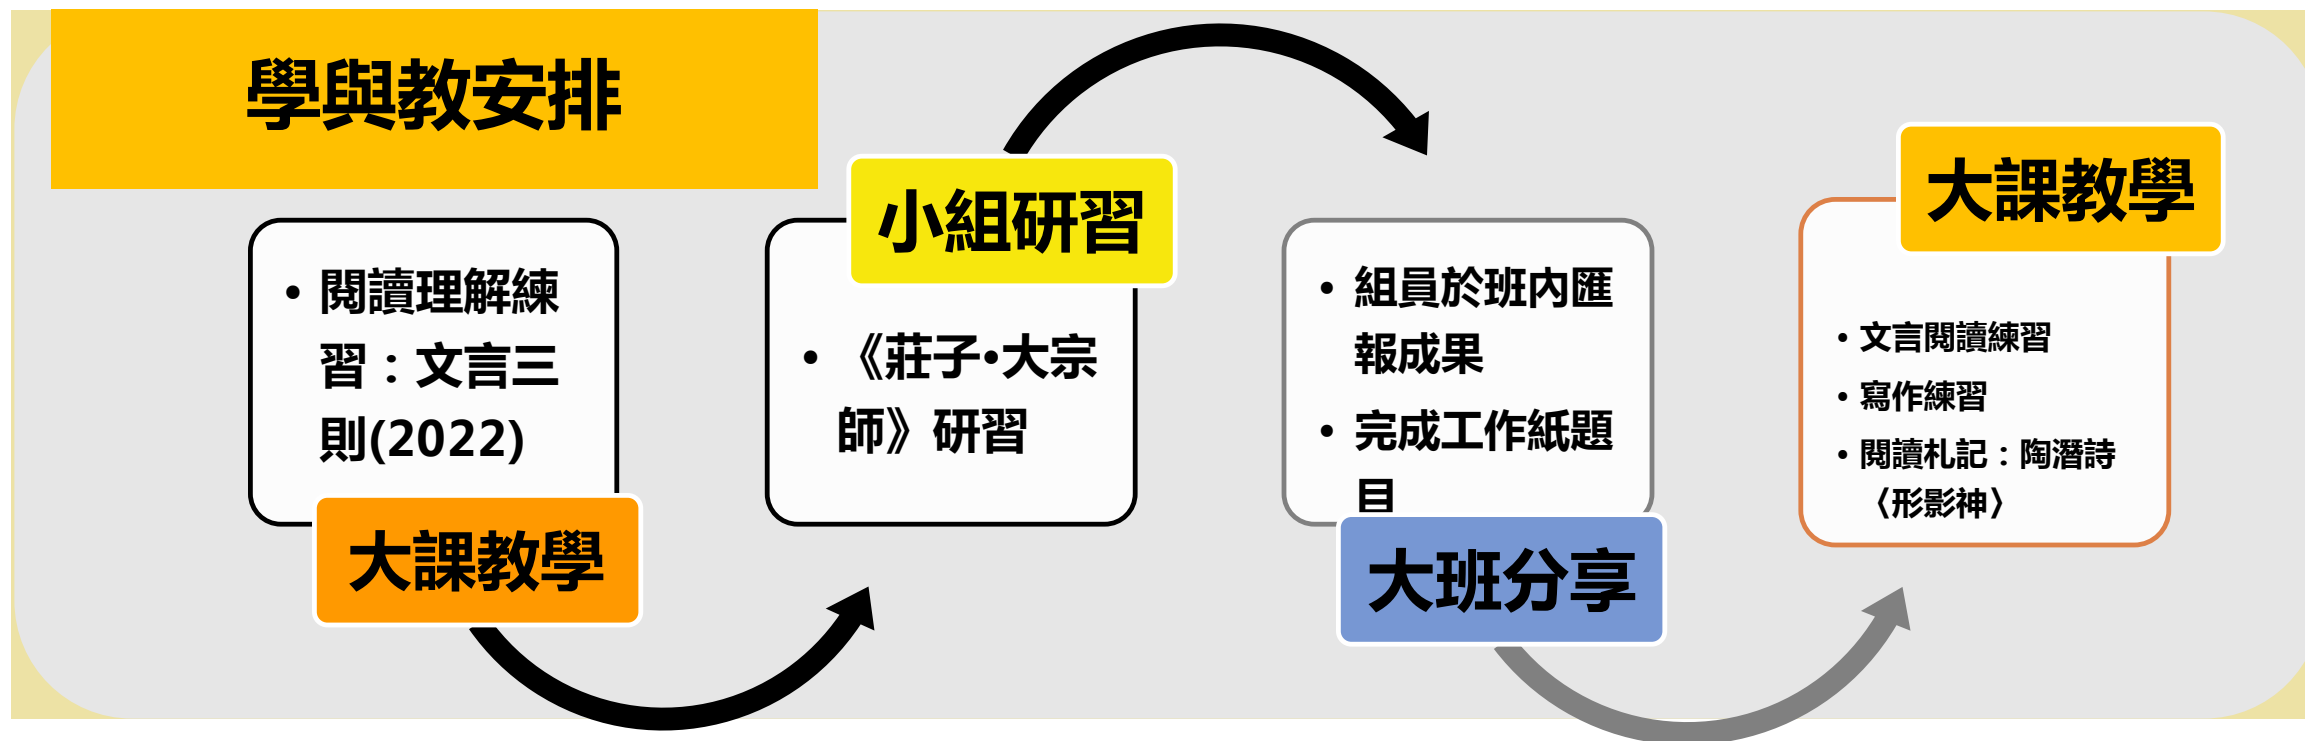 學與教安排
• 閱讀理解練
習：文言三
則(2022)
大課教學
小組研習
• 《莊子•大宗
師》研習
• 組員於班內匯
報成果
• 完成工作紙題
目
大班分享
大課教學
• 文言閱讀練習
• 寫作練習
• 閱讀札記：陶潛詩
〈形影神〉